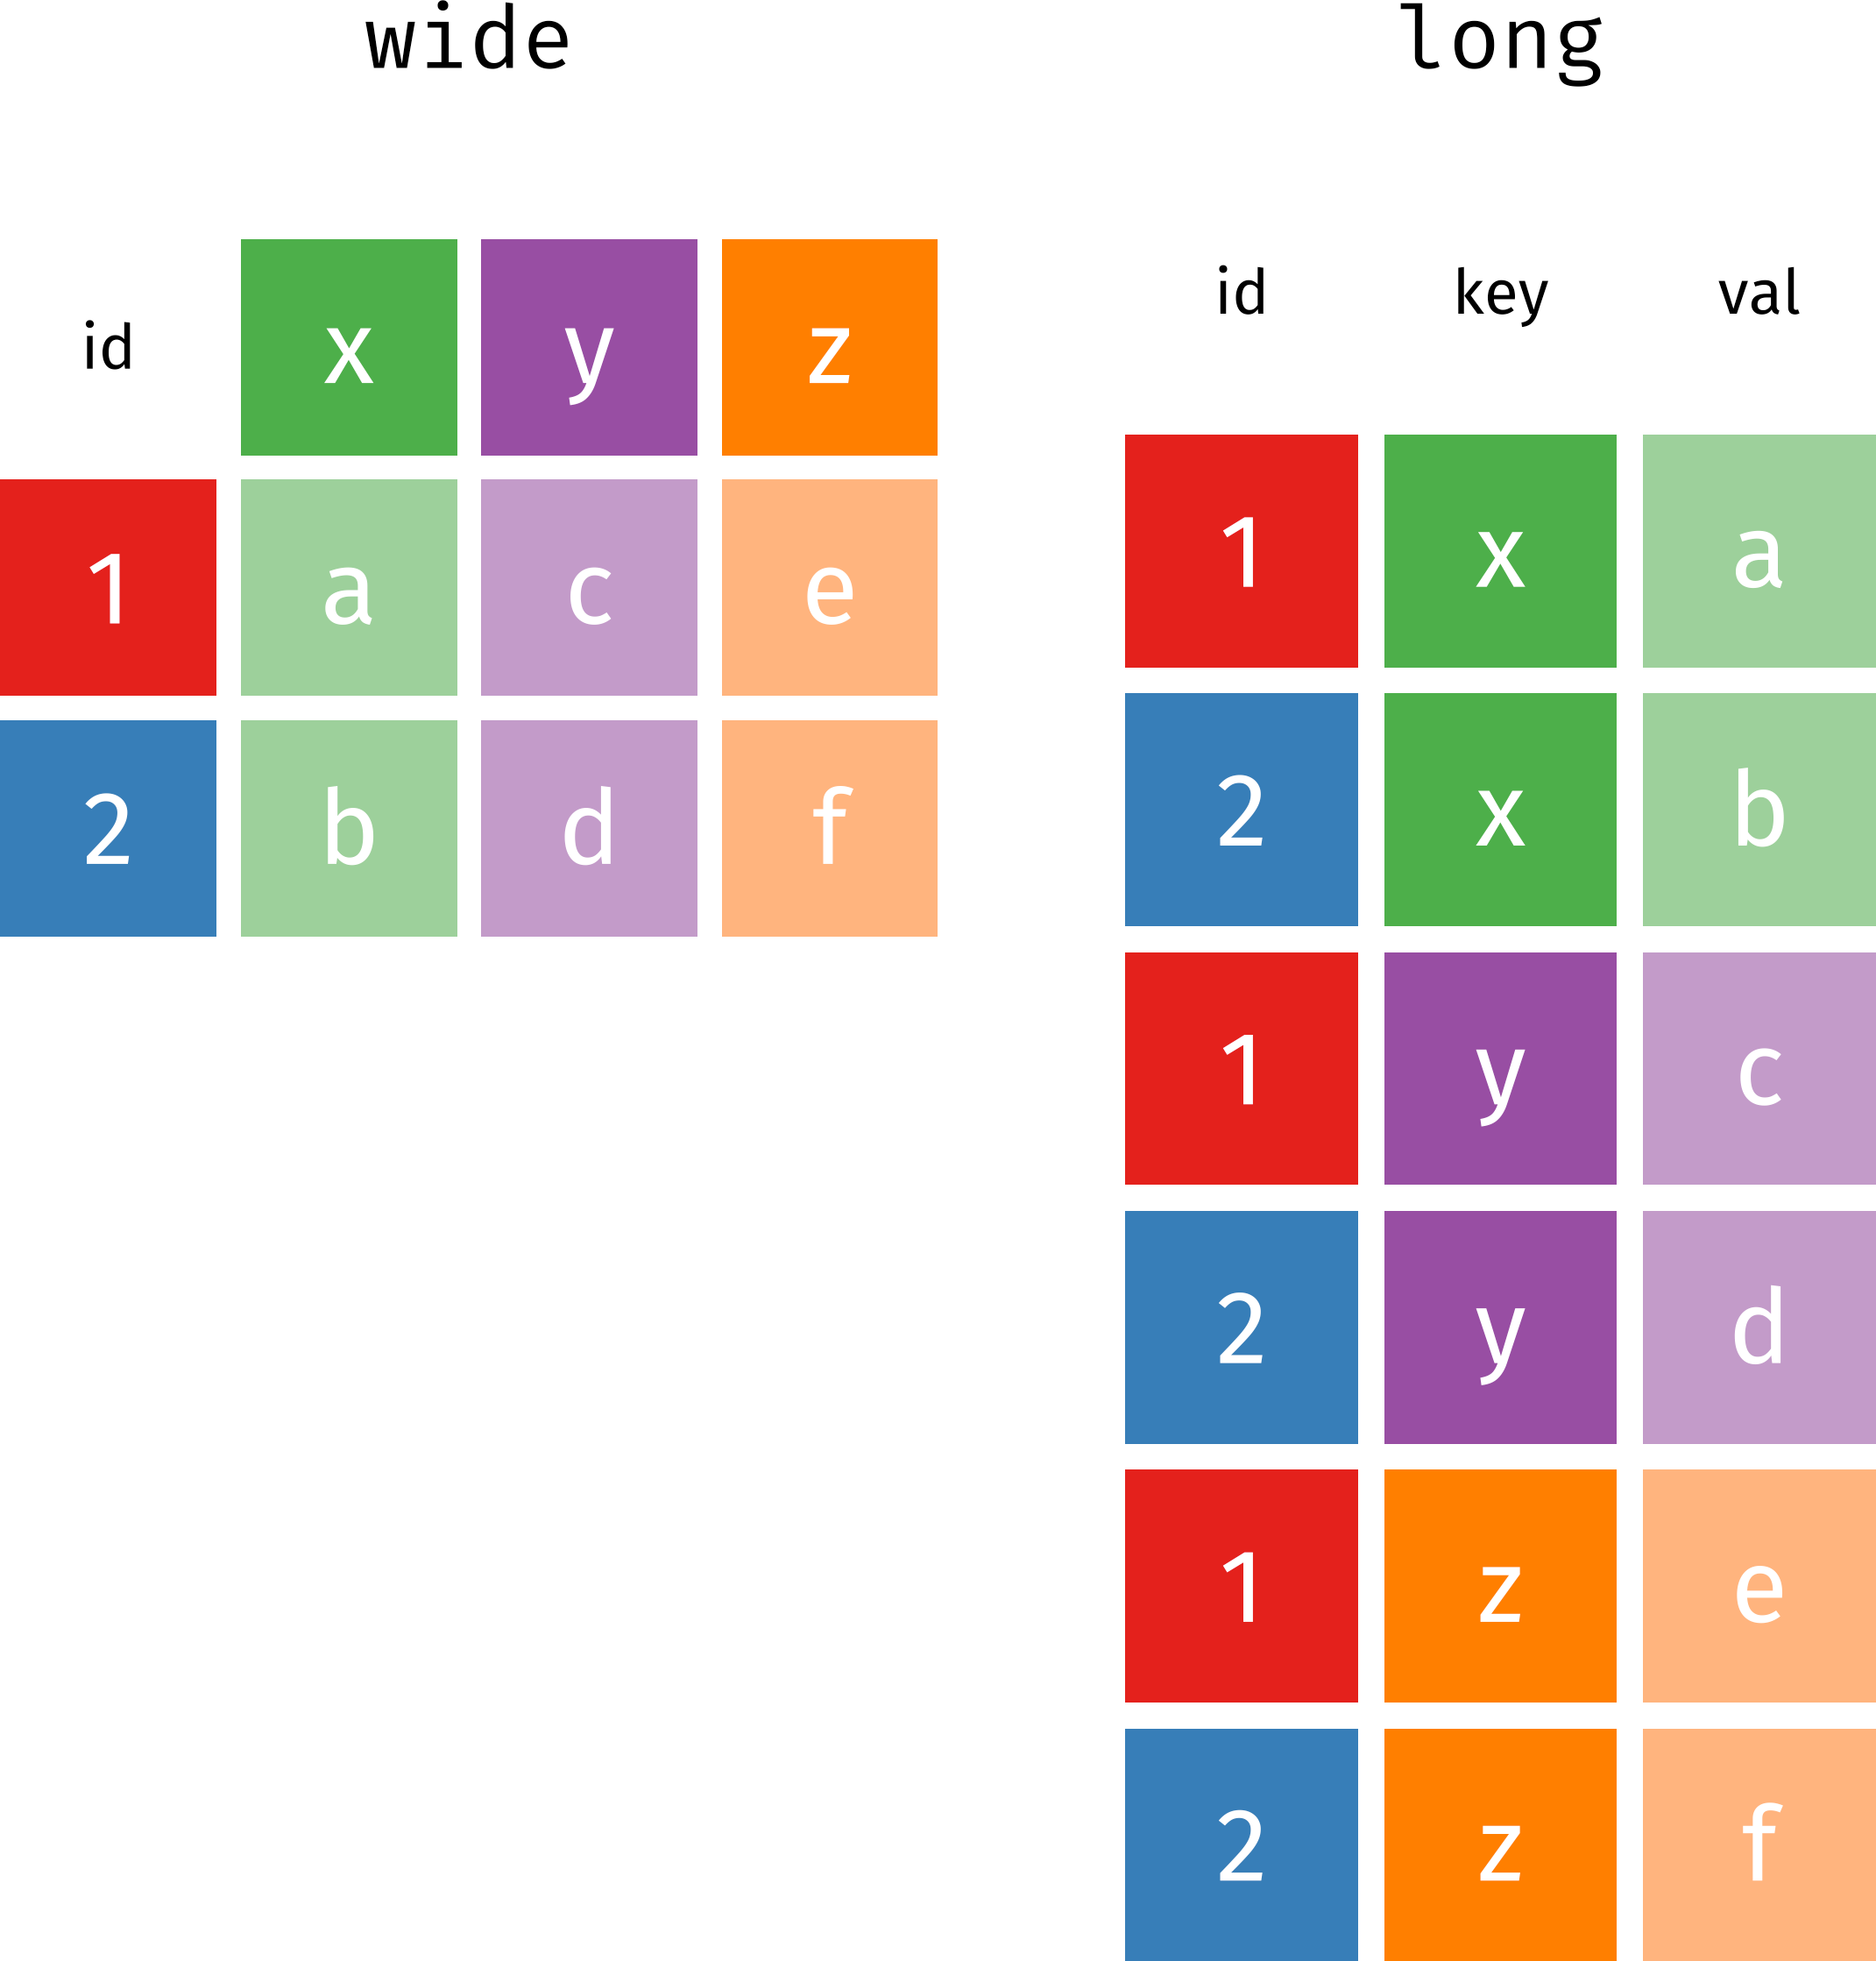 wide
id x y z
1 a c e
2 b d f
long
id key val
1 x a
2 x b
1 y c
2 y d
1 z e
2 z f